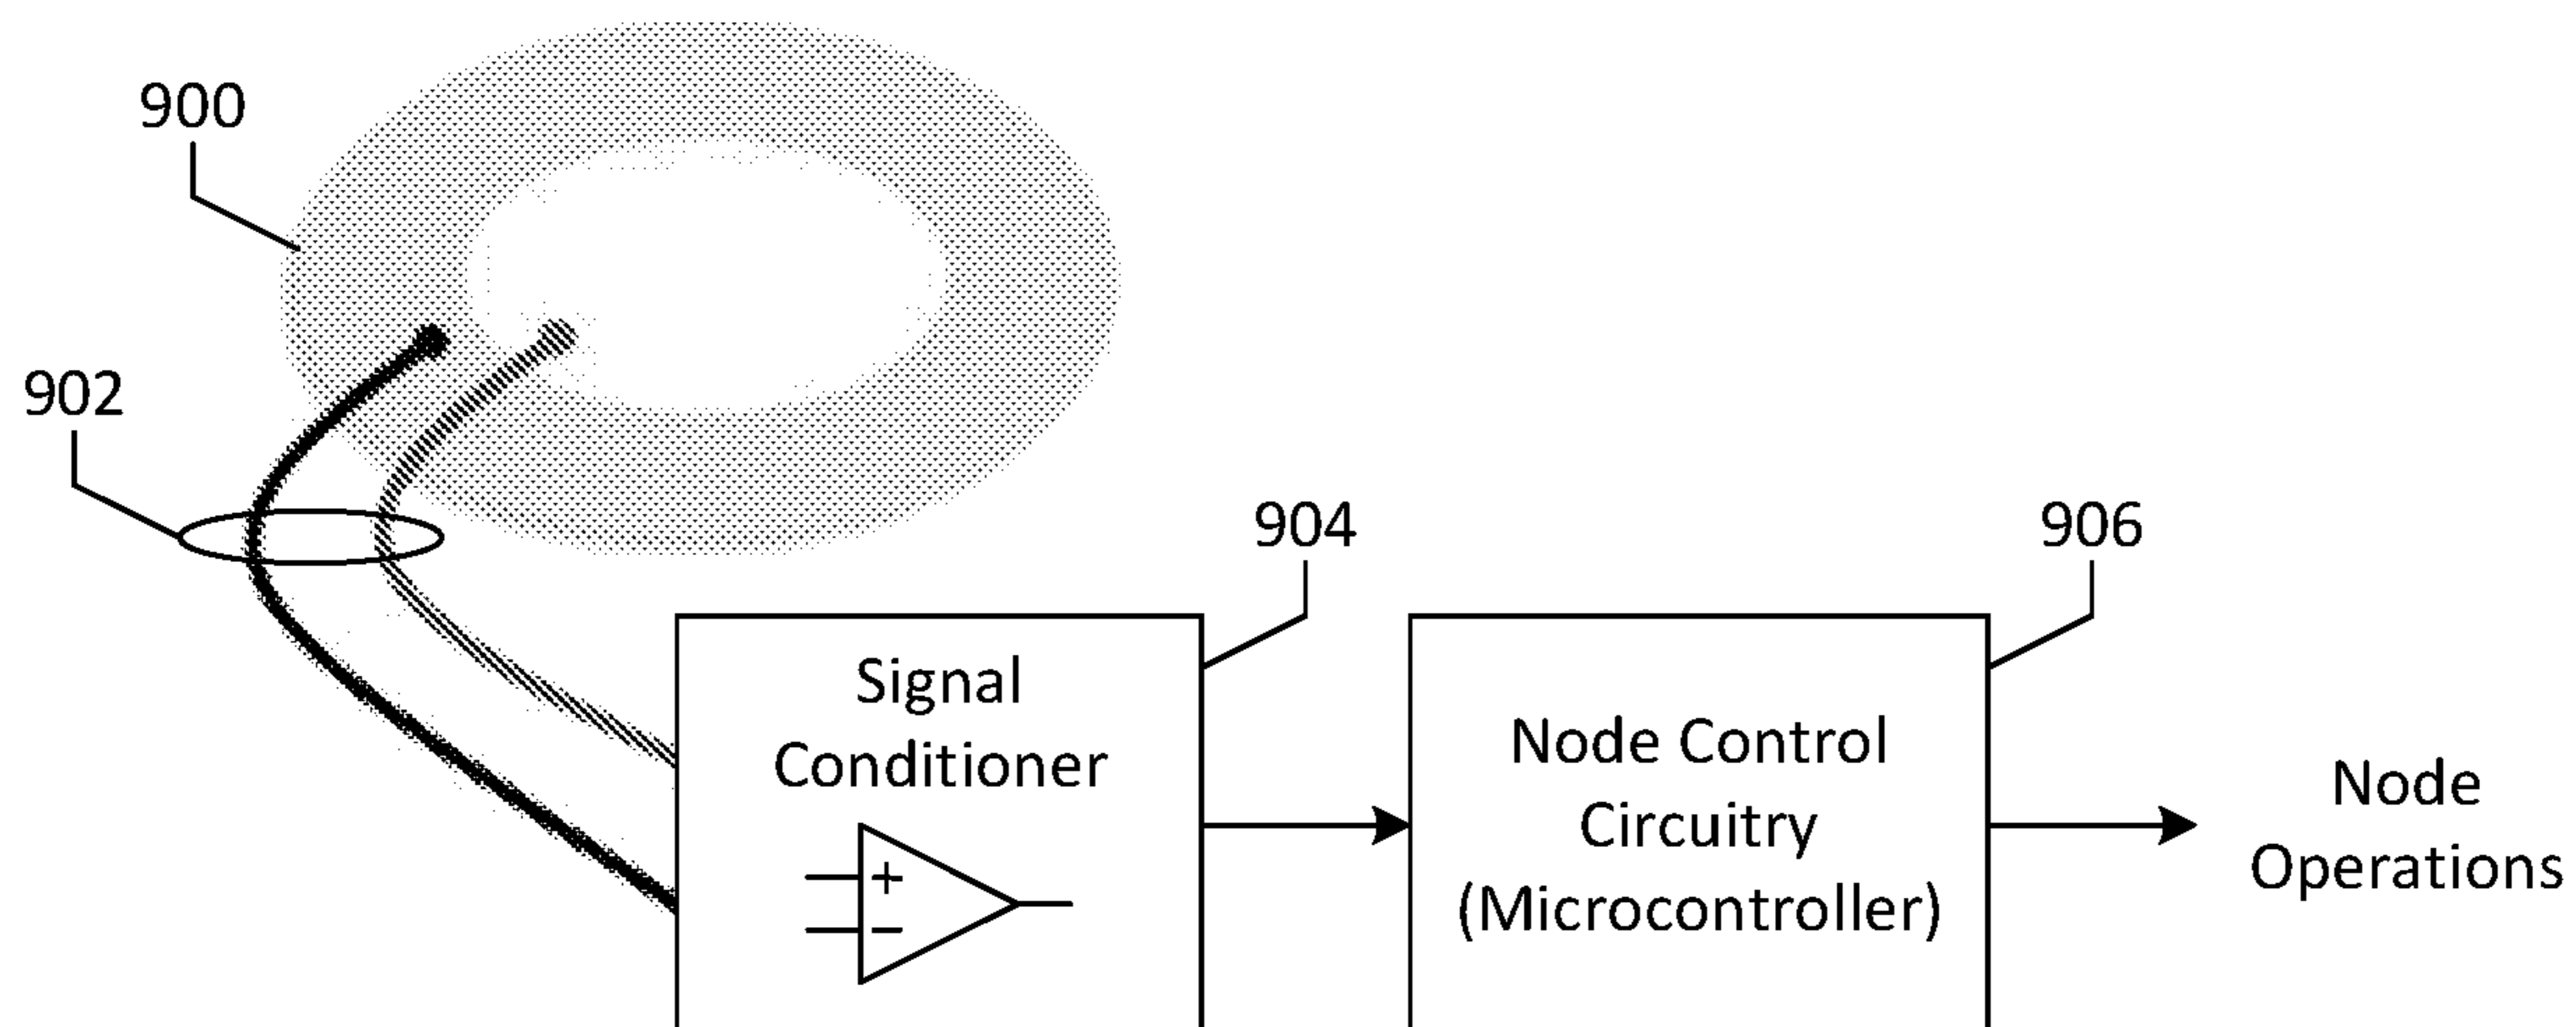 900
902
904
906
Signal
Conditioner
+
−
Node Control
Circuitry
(Microcontroller)
Node
Operations